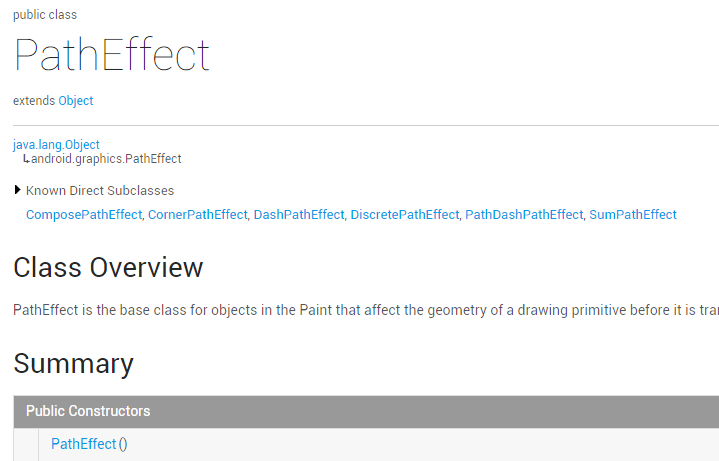 public class
PathEffect
extends Object
java.lang.Object
↳android.graphics.PathEffect
Known Direct Subclasses
ComposePathEffect, CornerPathEffect, DashPathEffect, DiscretePathEffect, PathDashPathEffect, SumPathEffect
Class Overview
PathEffect is the base class for objects in the Paint that affect the geometry of a drawing primitive before it is
Summary
Public Constructors
PathEffect()